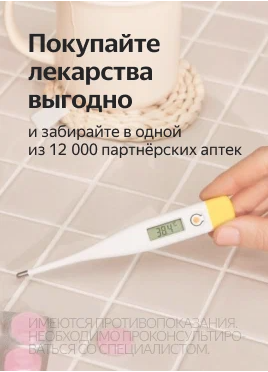 Покупайте
лекарства
выгодно
и забирайте в одной
из 12 000 партнёрских аптек
38.4°
ИМЕЮТСЯ ПРОТИВОПОКАЗАНИЯ.
НЕОБХОДИМО ПРОКОНСУЛЬТИРО-
ВАТЬСЯ СО СПЕЦИАЛИСТОМ.